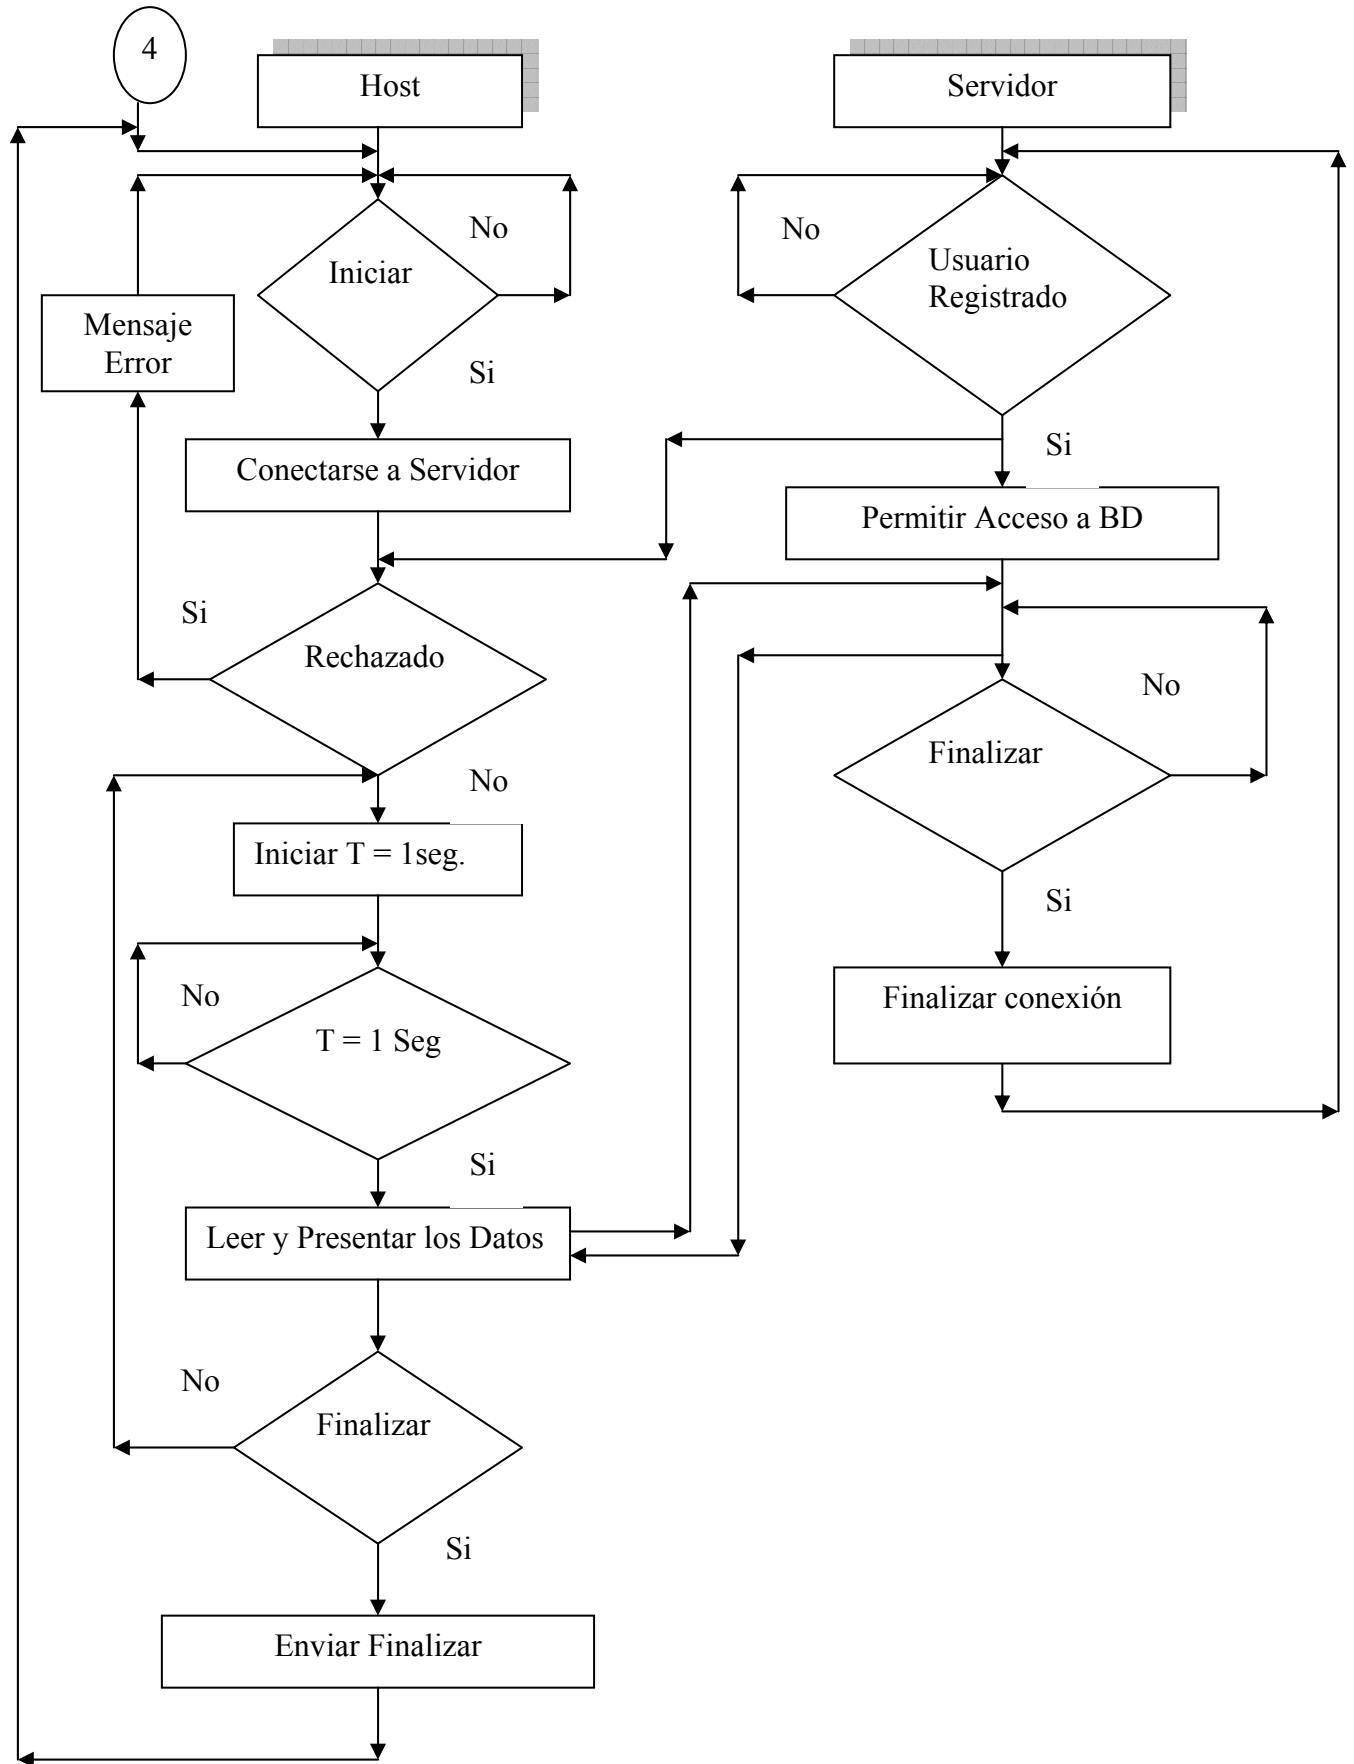 4
Host
Servidor
No
Iniciar
Si
Mensaje
Error
Conectarse a Servidor
Si
Rechazado
No
Iniciar T = 1seg.
No
T = 1 Seg
Si
Leer y Presentar los Datos
No
Finalizar
Si
Enviar Finalizar
No
Usuario
Registrado
Si
Permitir Acceso a BD
No
Finalizar
Si
Finalizar conexión